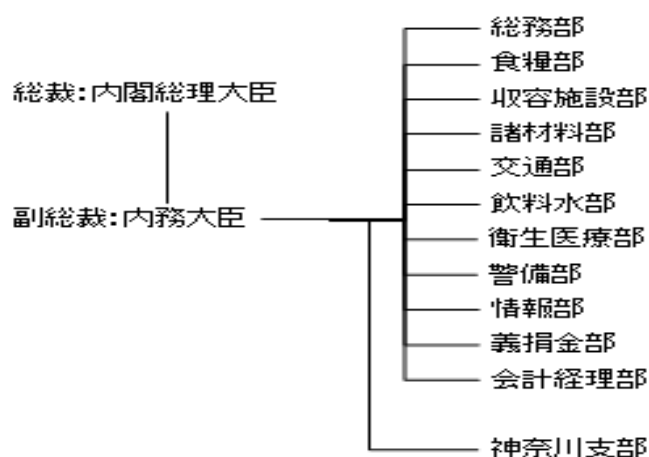 総務部
食糧部
総裁:内閣総理大臣
収容施設部
諸材料部
交通部
飲料水部
副総裁:内務大臣
衛生医療部
警備部
情報部
義捐金部
会計経理部
神奈川支部